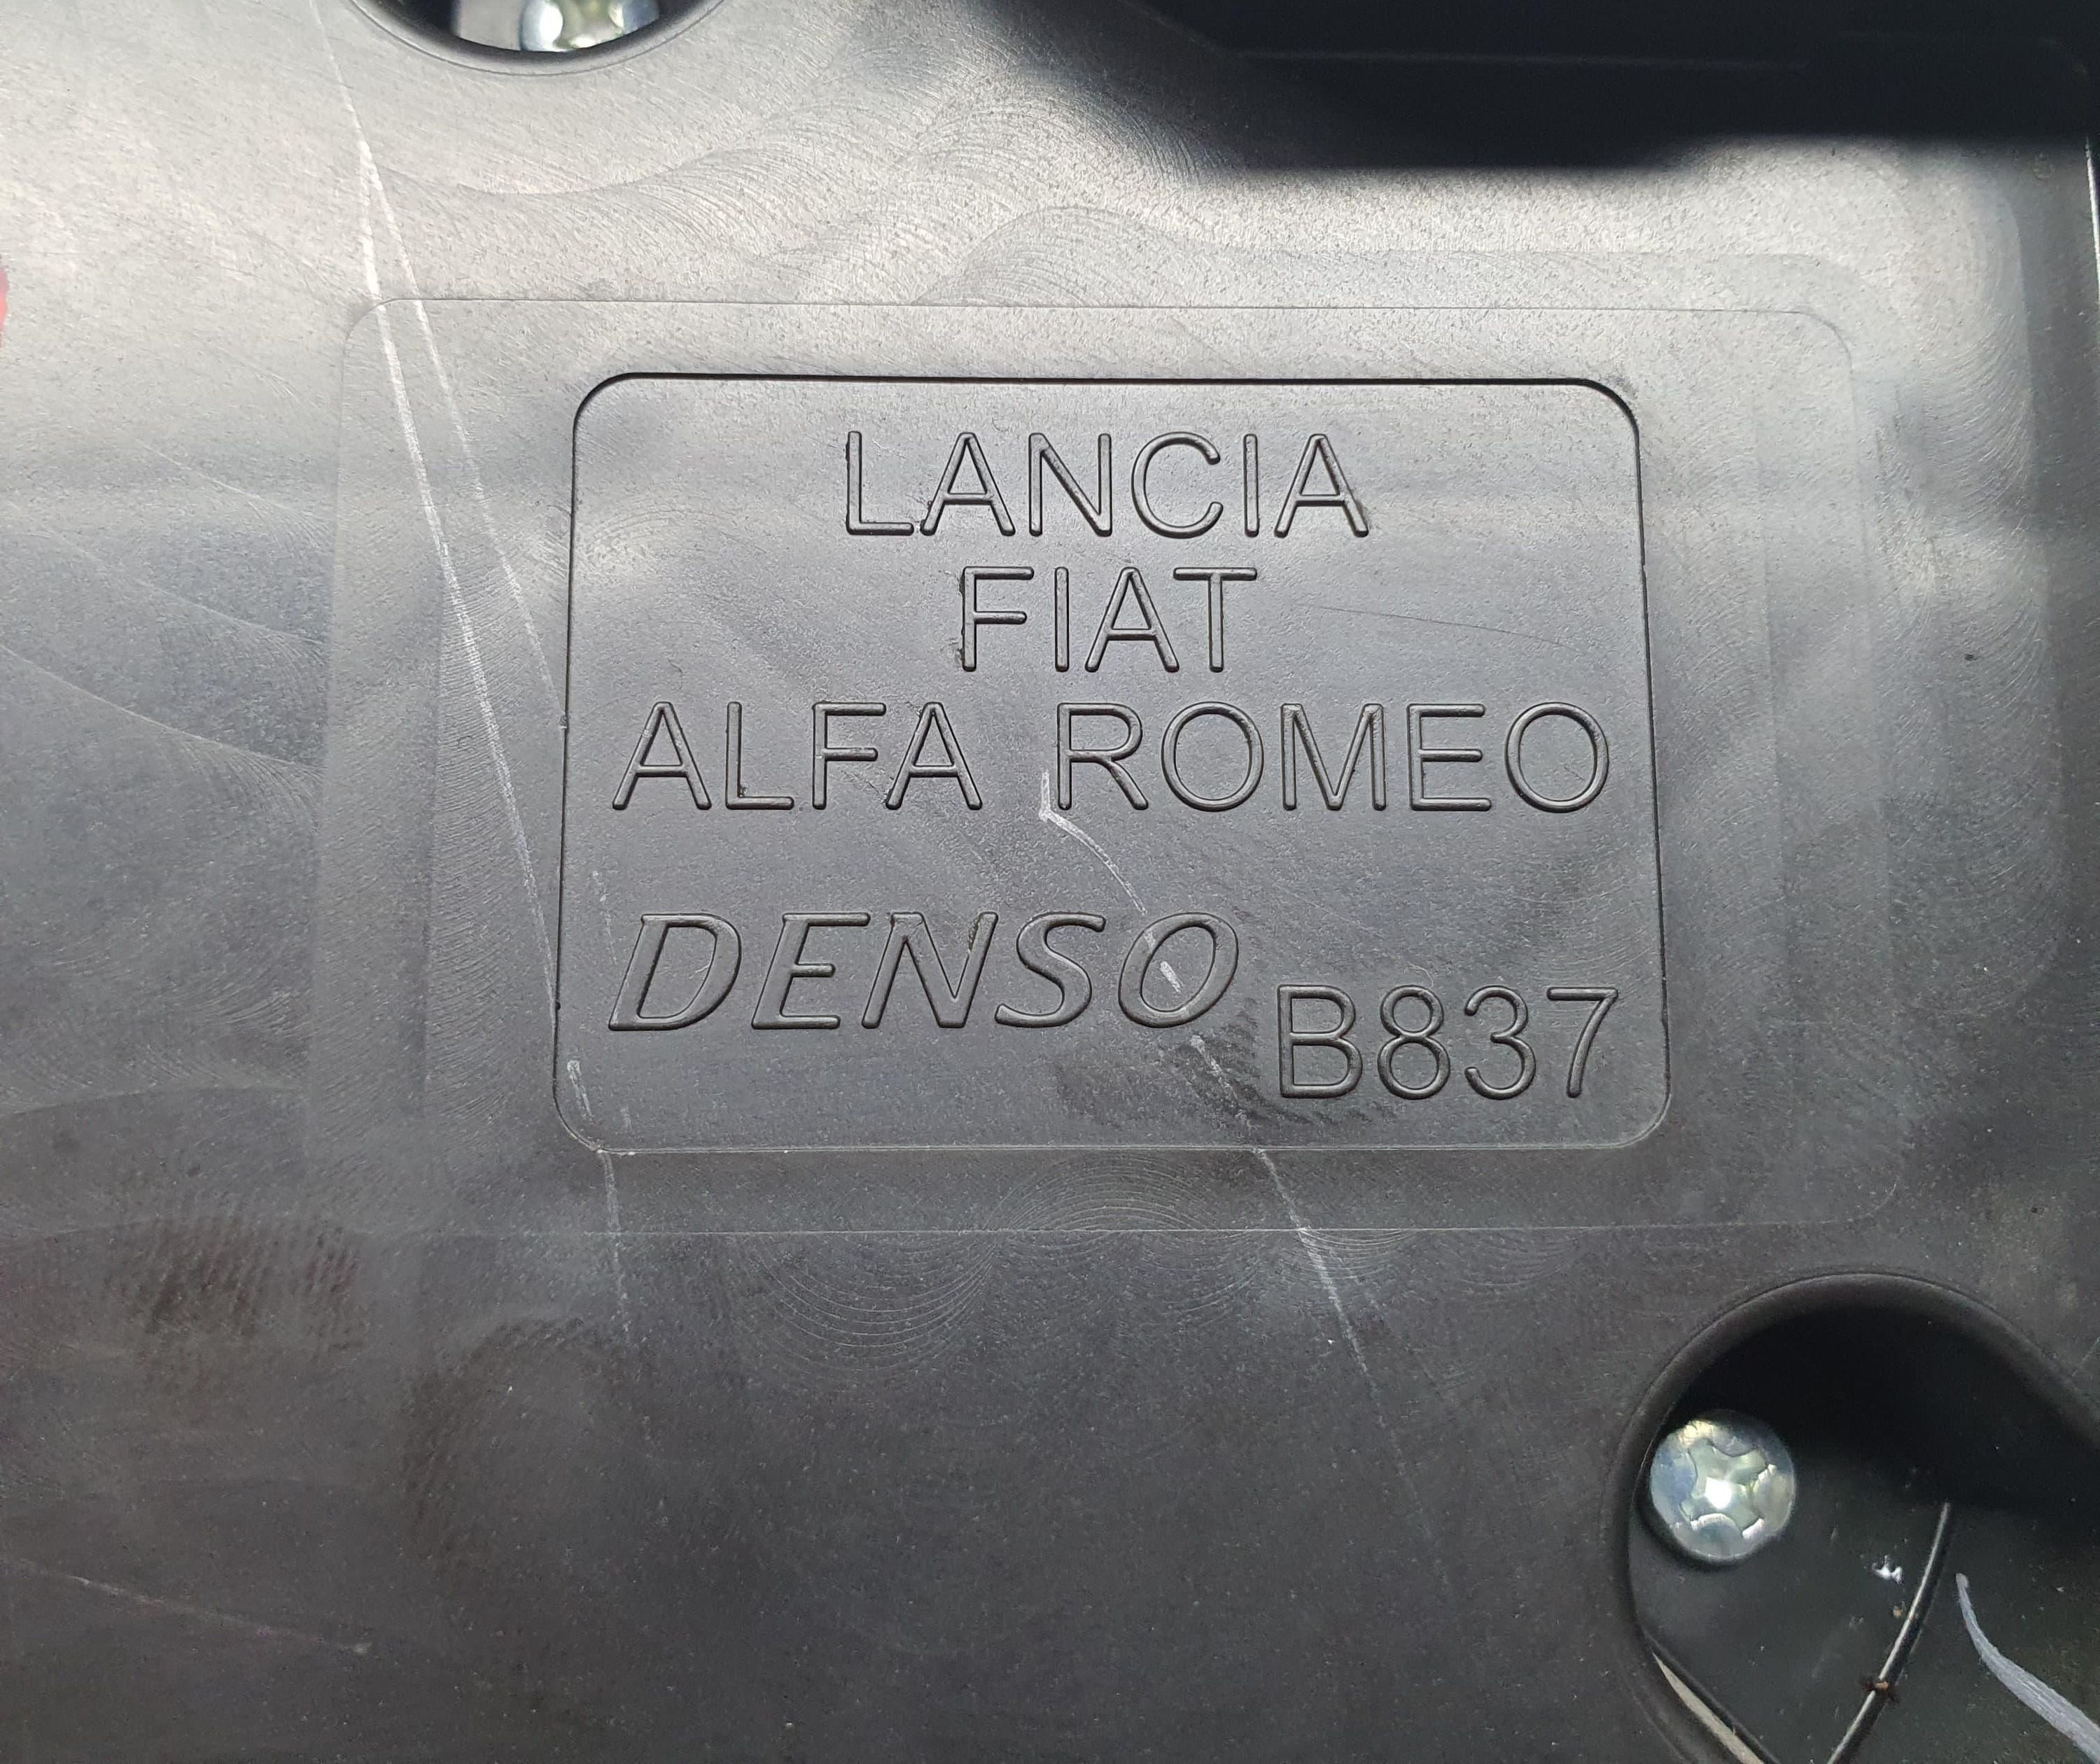 LANCIA
FIAT
ALFA ROMEO
DENSO B837